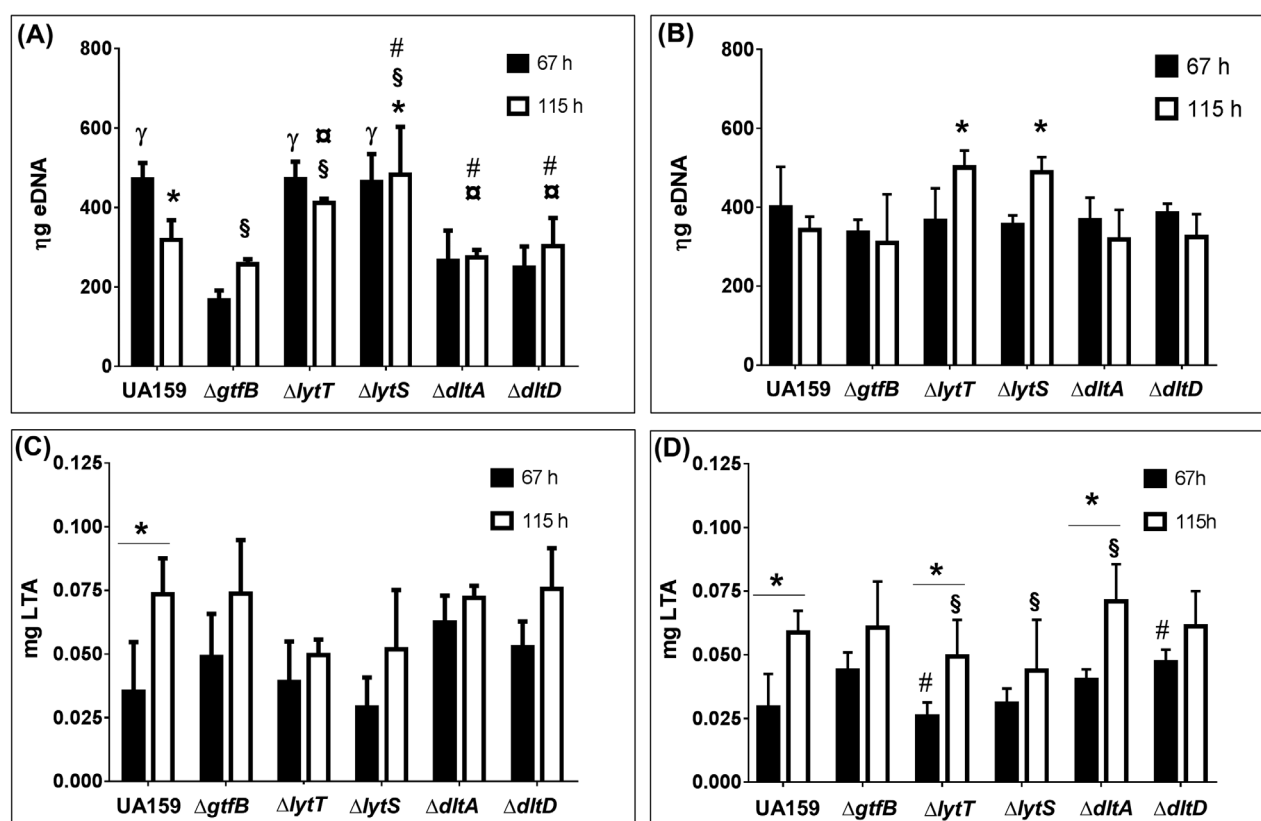 (A)
800
600
400
200
0
ηg eDNA
67 h
115 h
γ
*
§
γ
¤
§
γ
#
§
*
#
¤
#
¤
UA159 ΔgtfB ΔlytT ΔlytS ΔdltA ΔdltD
(B)
800
600
400
200
0
ηg eDNA
67 h
115 h
* *
UA159 ΔgtfB ΔlytT ΔlytS ΔdltA ΔdltD
(C)
0.125
0.100
0.075
0.050
0.025
0.000
mg LTA
67 h
115 h
*
UA159 ΔgtfB ΔlytT ΔlytS ΔdltA ΔdltD
(D)
0.125
0.100
0.075
0.050
0.025
0.000
mg LTA
67h
115h
*
#
*
§
§
*
§
#
UA159 ΔgtfB ΔlytT ΔlytS ΔdltA ΔdltD